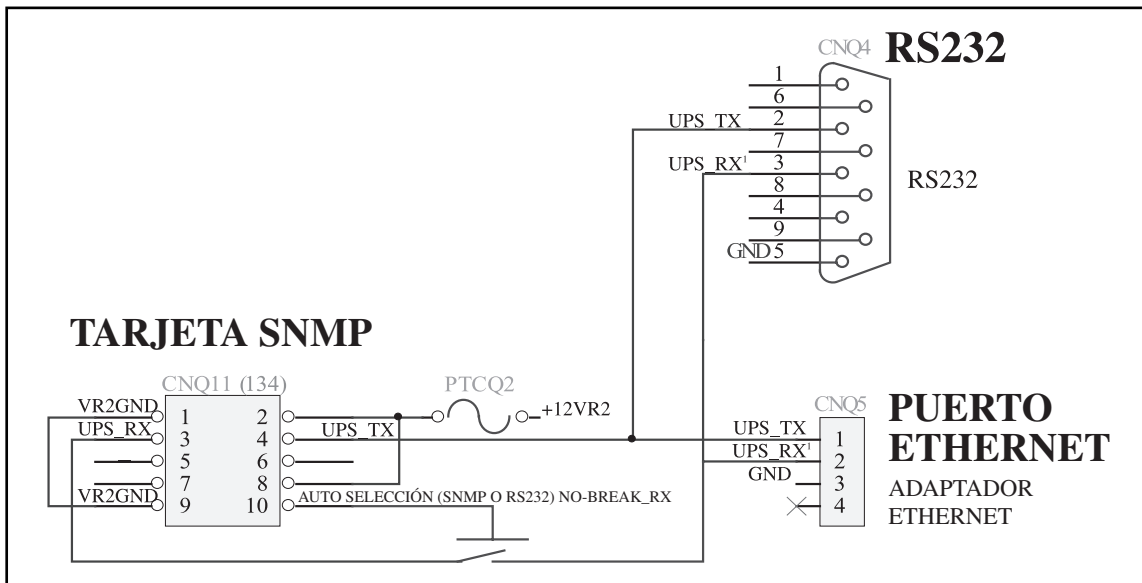 CNQ4 RS232
1
6
UPS_TX 2
7
UPS_RX¹ 3
8
RS232
4
9
GND 5
TARJETA SNMP
CNQ11 (134)
PTCQ2
VR2GND 1 2 +12VR2
UPS_RX 3 4 UPS_TX
5 6
7 8
VR2GND 9 10 AUTO SELECCIÓN (SNMP O RS232) NO-BREAK_RX
CNQ5
PUERTO
ETHERNET
UPS_TX 1
UPS_RX¹ 2
GND 3
4
ADAPTADOR
ETHERNET